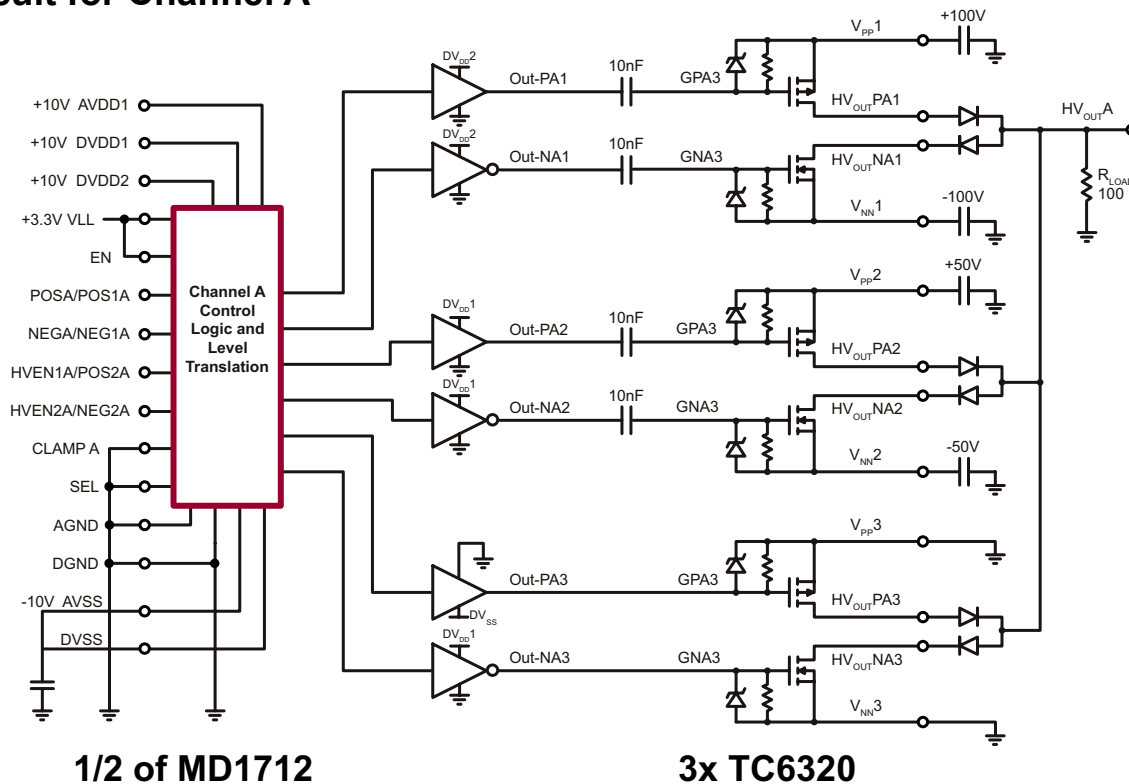 for Channel A
+10V AVDD1
+10V DVDD1
+10V DVDD2
+3.3V VLL
EN
POSA/POS1A
NEGA/NEG1A
HVEN1A/POS2A
HVEN2A/NEG2A
CLAMP A
SEL
AGND
DGND
-10V AVSS
DVSS
Channel A
Control
Logic and
Level
Translation
DVDD2
Out-PA1
10nF
GPA3
VPP1
+100V
HVOUTPA1
DVDD2
Out-NA1
10nF
GNA3
HVOUTNA1
VNN1
-100V
HVOUTA
RLOAD
100
DVDD1
Out-PA2
10nF
GPA3
VPP2
+50V
HVOUTPA2
DVDD1
Out-NA2
10nF
GNA3
HVOUTNA2
VNN2
-50V
DVSS
Out-PA3
GPA3
VPP3
HVOUTPA3
DVDD1
Out-NA3
GNA3
HVOUTNA3
VNN3
1/2 of MD1712
3x TC6320